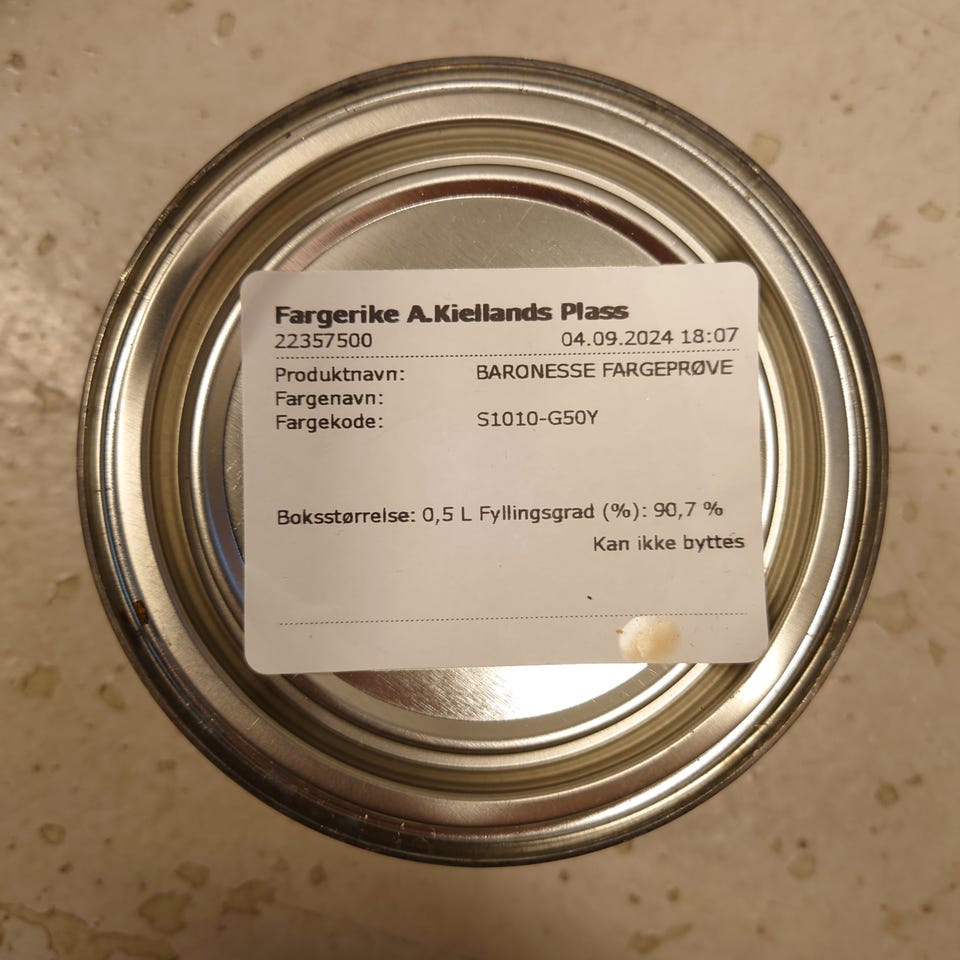 Fargerike A.Kiellands Plass
22357500 04.09.2024 18:07
Produktnavn: BARONESSE FARGEPRØVE
Fargenavn:
Fargekode: S1010-G50Y
Boksstørrelse: 0,5 L Fyllingsgrad (%): 90,7 %
Kan ikke byttes